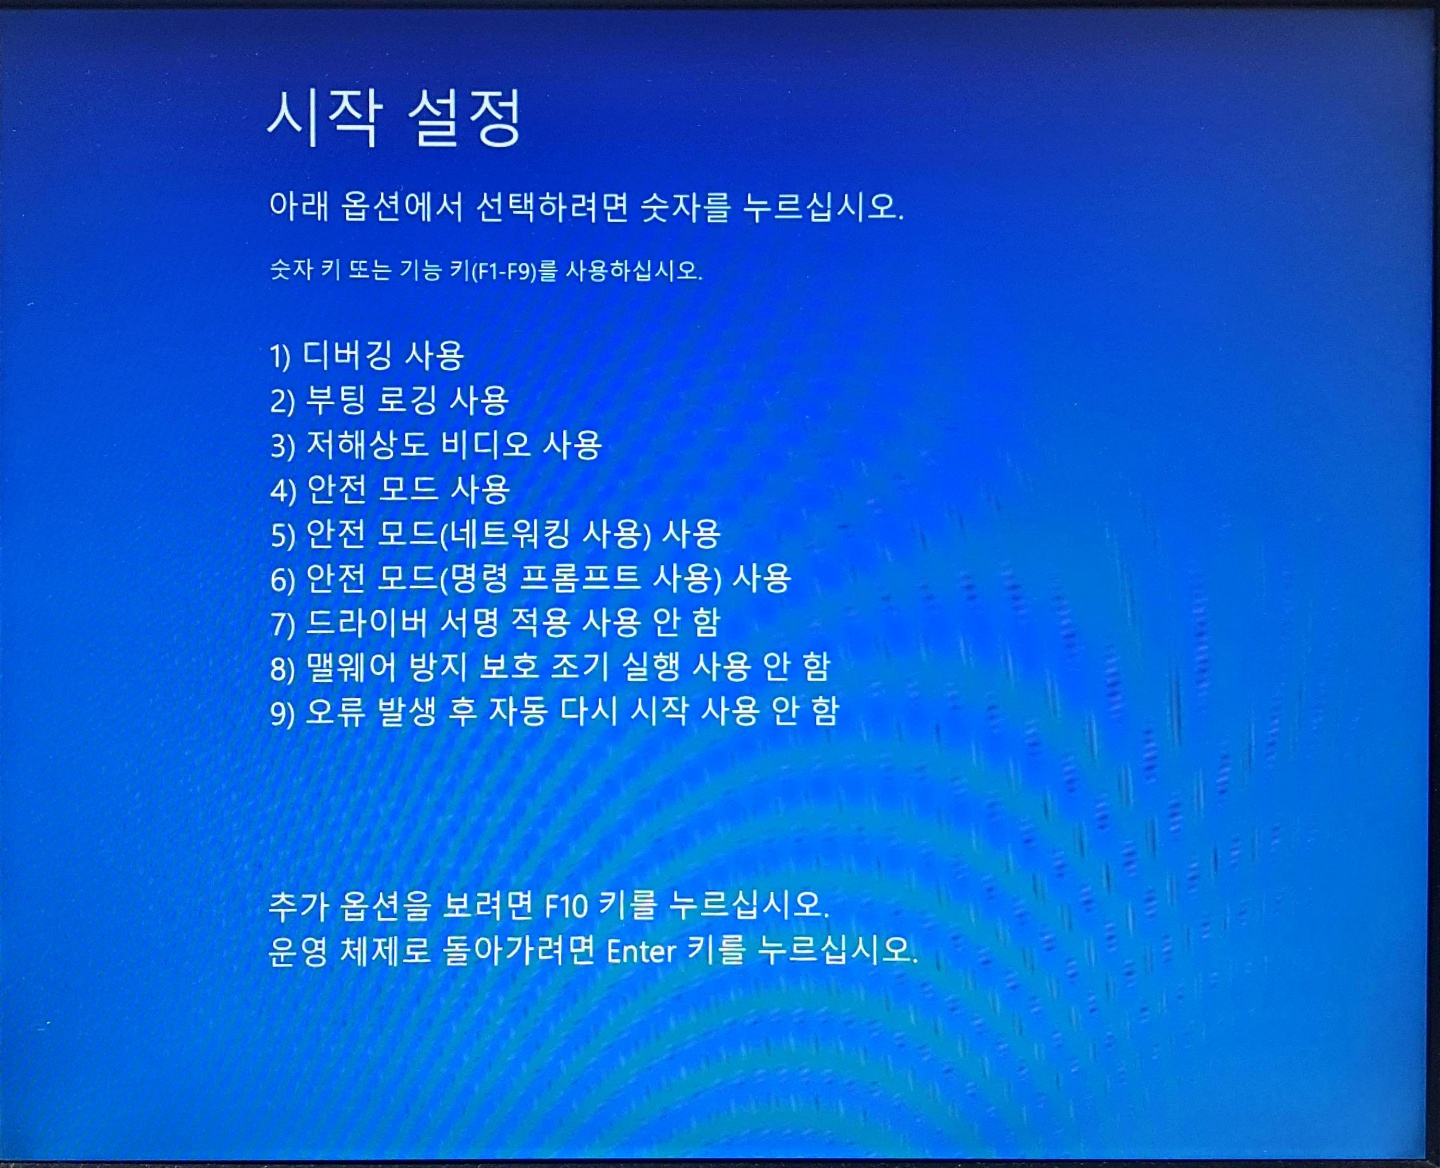 시작 설정
아래 옵션에서 선택하려면 숫자를 누르십시오.
숫자 키 또는 기능 키(F1-F9)를 사용하십시오.
1) 디버깅 사용
2) 부팅 로깅 사용
3) 저해상도 비디오 사용
4) 안전 모드 사용
5) 안전 모드(네트워킹 사용) 사용
6) 안전 모드(명령 프롬프트 사용) 사용
7) 드라이버 서명 적용 사용 안 함
8) 맬웨어 방지 보호 조기 실행 사용 안 함
9) 오류 발생 후 자동 다시 시작 사용 안 함
추가 옵션을 보려면 F10 키를 누르십시오.
운영 체제로 돌아가려면 Enter 키를 누르십시오.